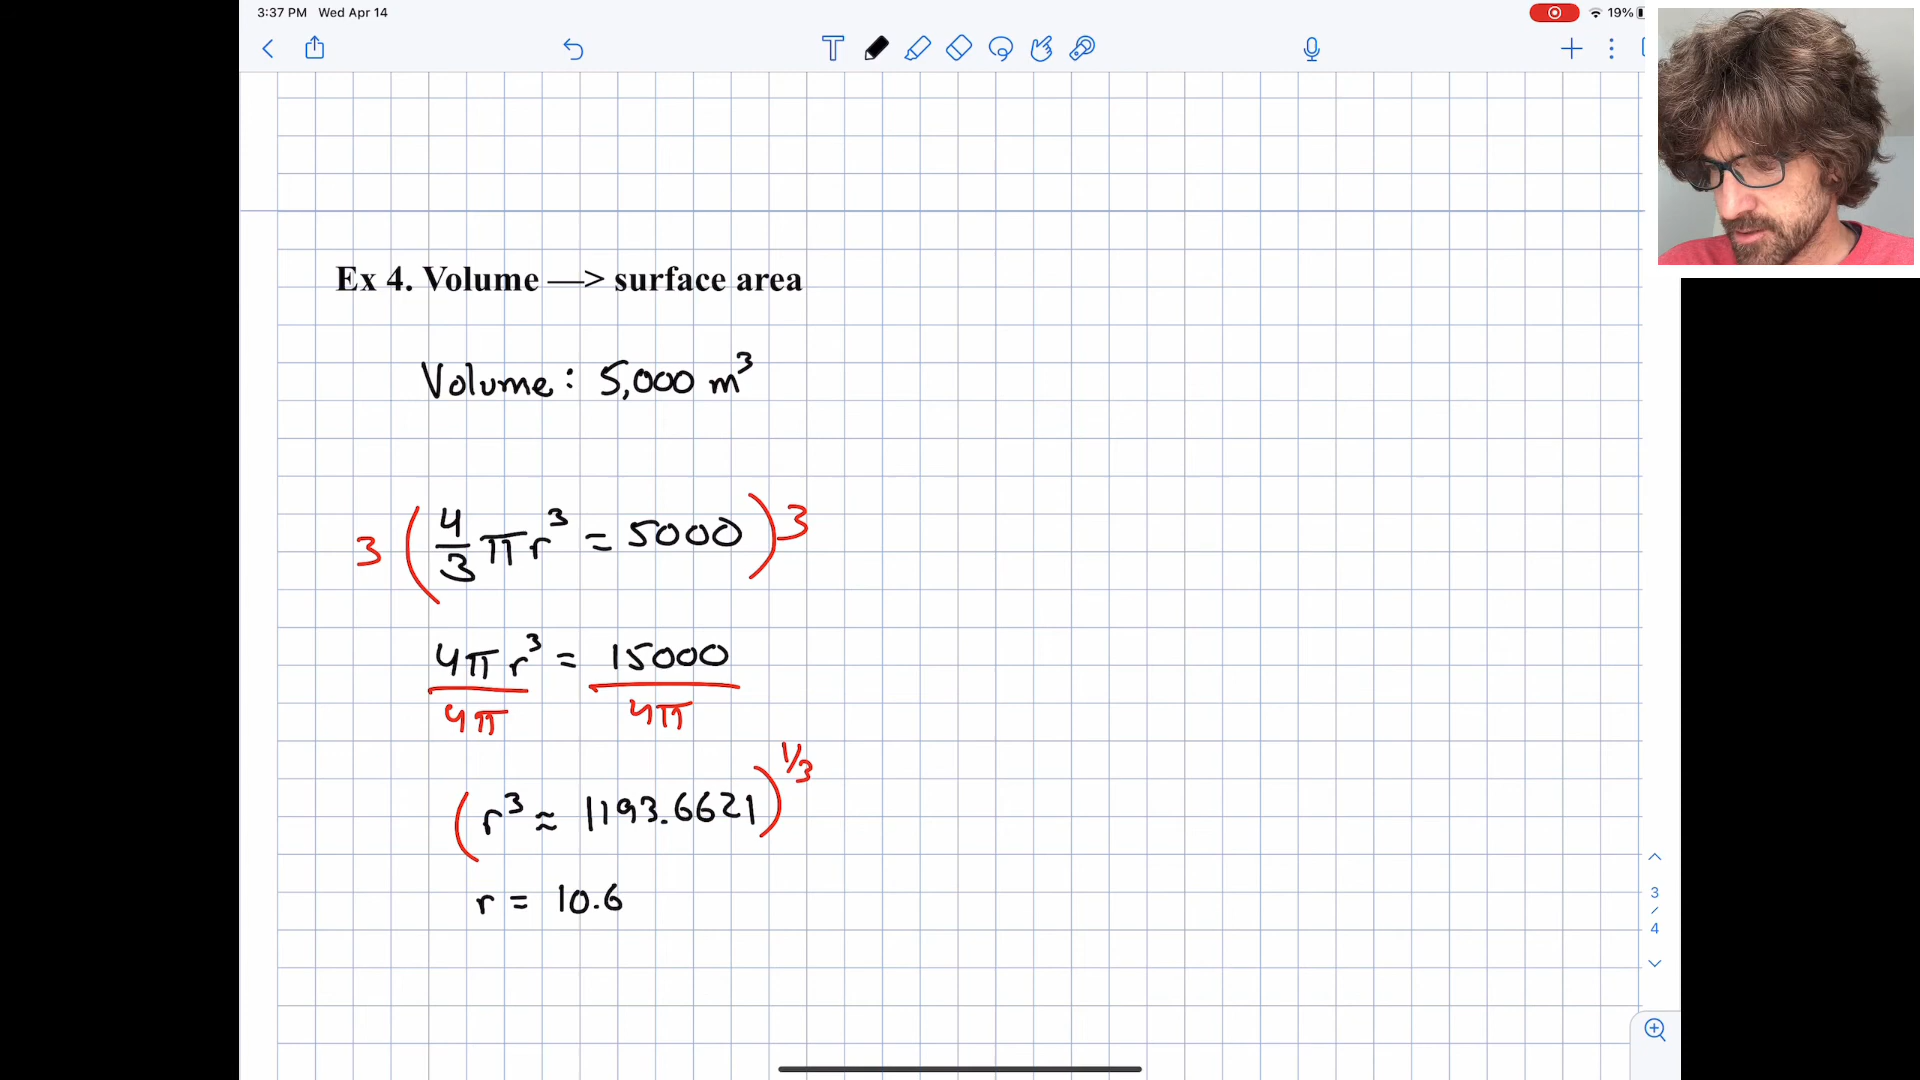 3:37 PM Wed Apr 14
19%
T
Ex 4. Volume —> surface area
Volume: 5,000 m³
3 ( 4/3 πr³ = 5000 ) 3
4πr³ = 15000
4π 4π
( r³ ≈ 1193.6621 )^1/3
r = 10.6
3
/
4